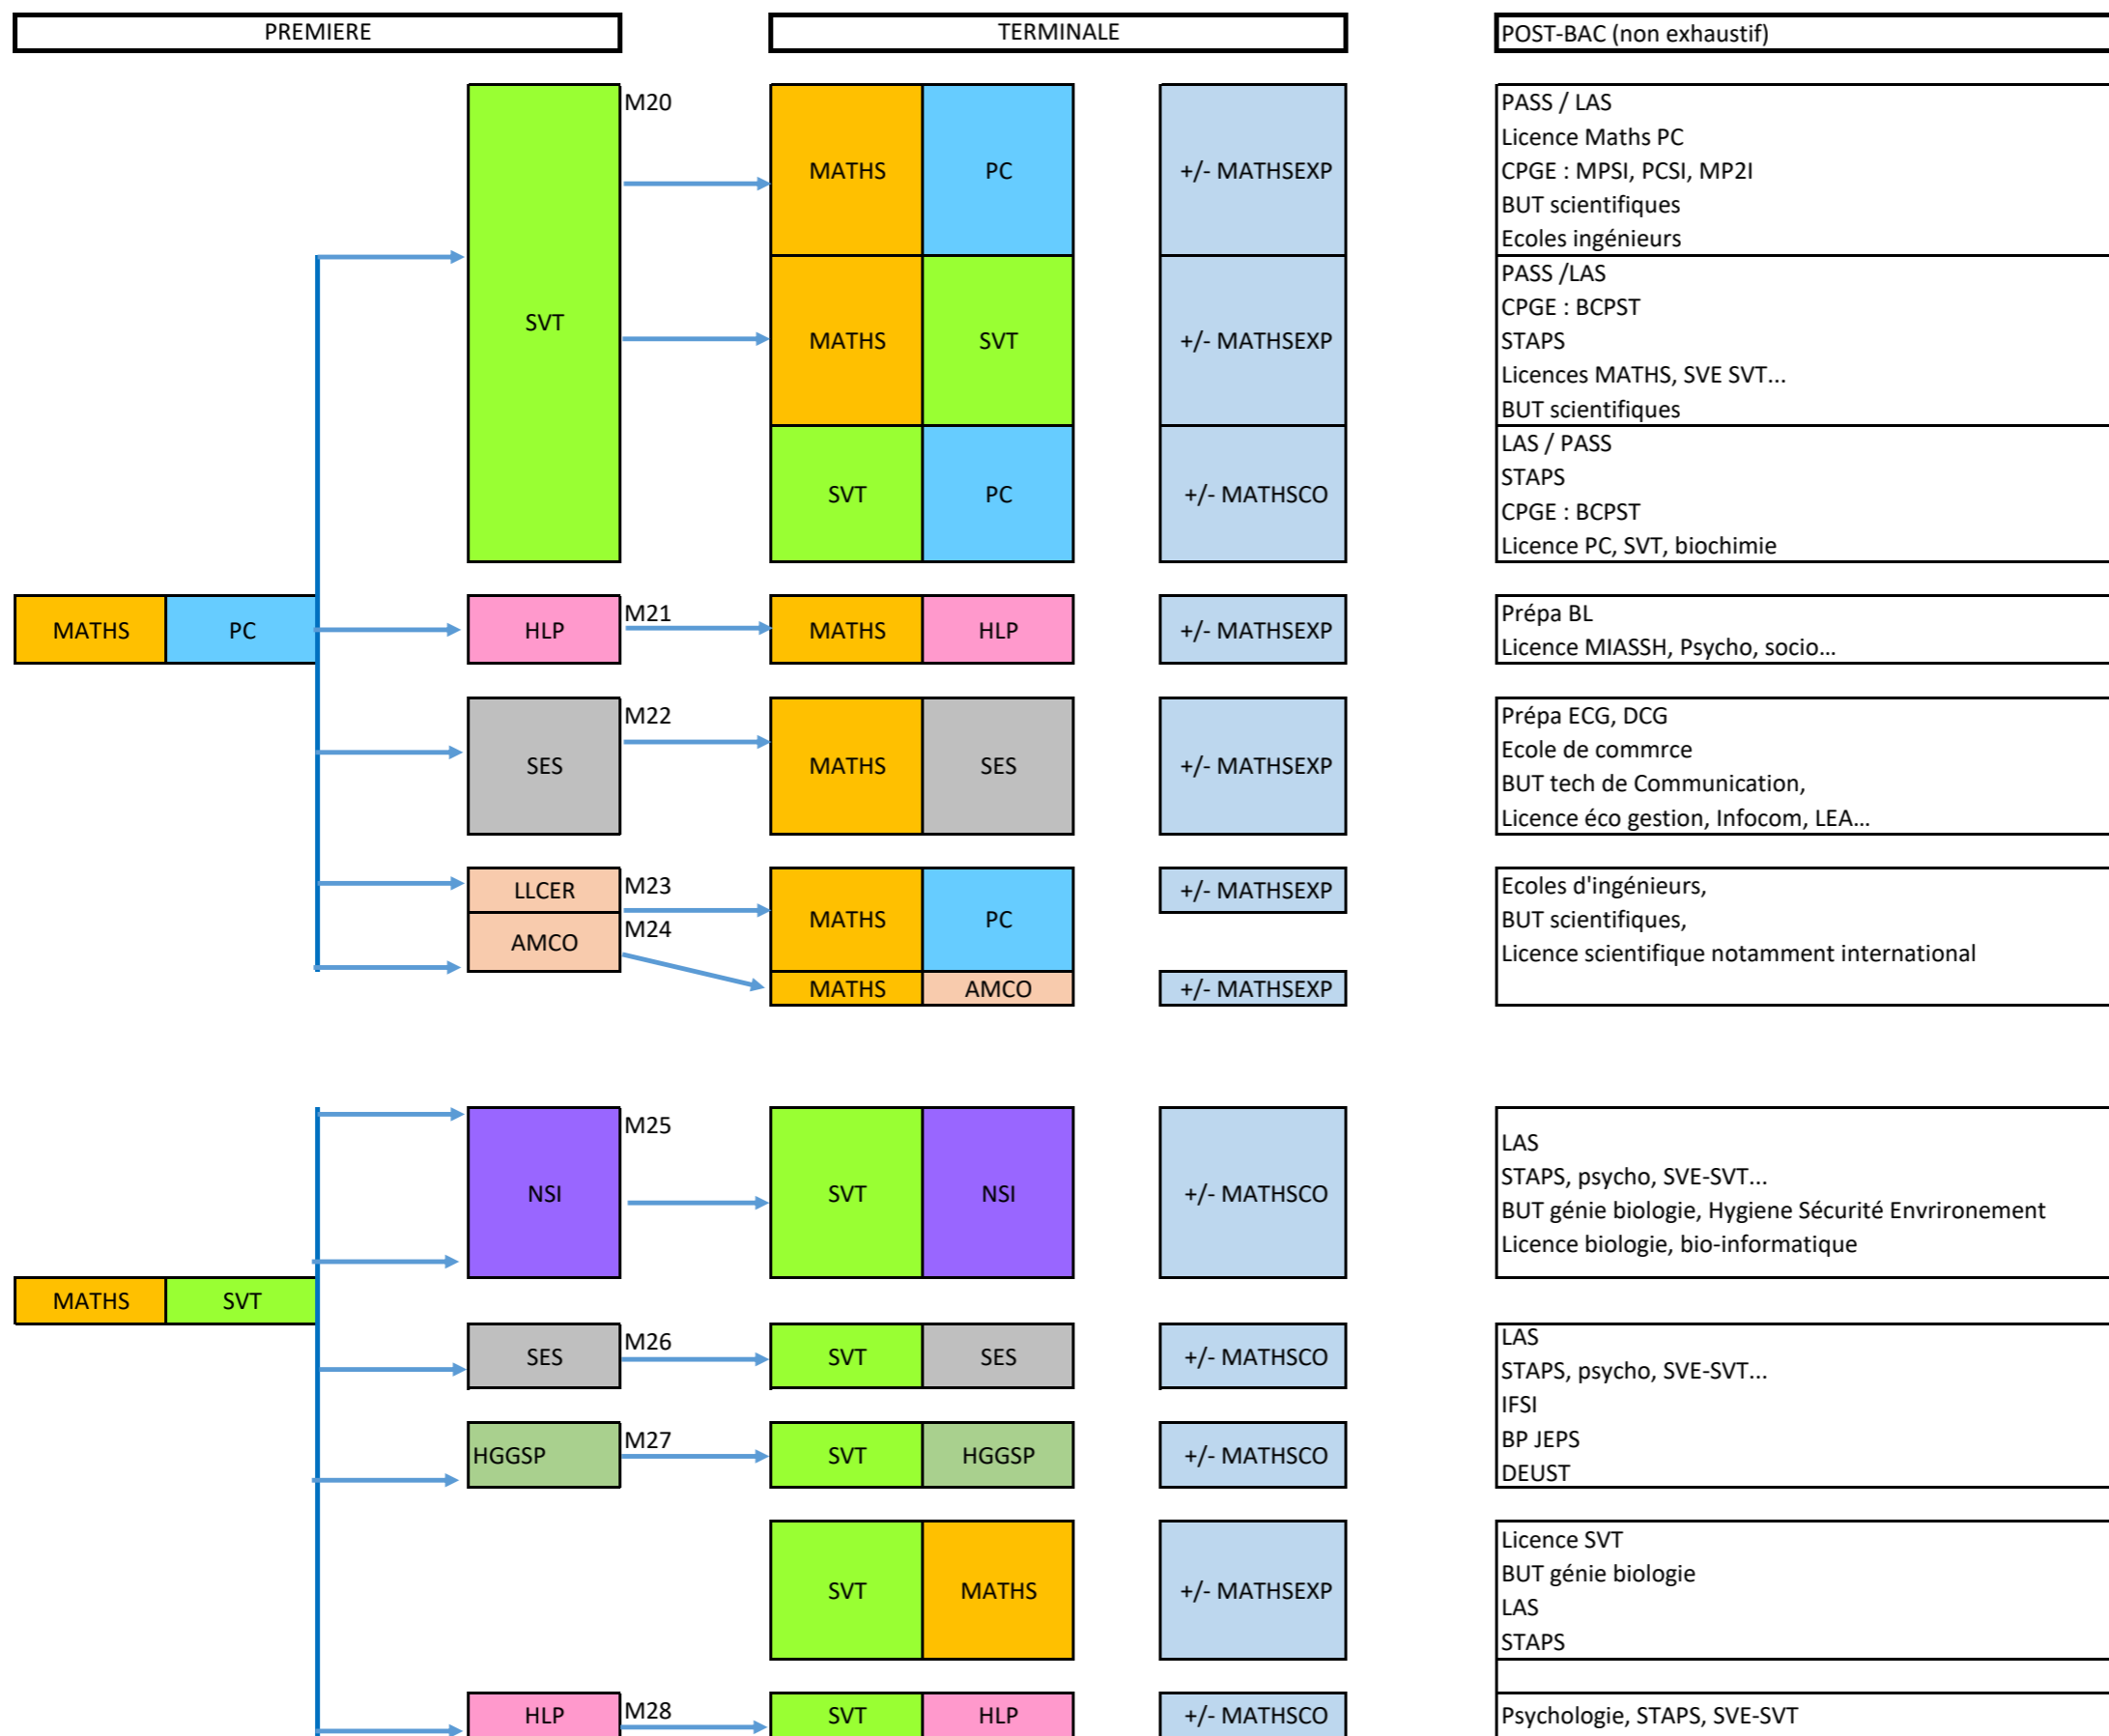 PREMIERE
TERMINALE
POST-BAC (non exhaustif)
SVT
M20
MATHS
PC
+/- MATHSEXP
PASS / LAS
Licence Maths PC
CPGE : MPSI, PCSI, MP2I
BUT scientifiques
Ecoles ingénieurs
MATHS
SVT
+/- MATHSEXP
PASS /LAS
CPGE : BCPST
STAPS
Licences MATHS, SVE SVT...
BUT scientifiques
SVT
PC
+/- MATHSCO
LAS / PASS
STAPS
CPGE : BCPST
Licence PC, SVT, biochimie
MATHS
PC
HLP
M21
MATHS
HLP
+/- MATHSEXP
Prépa BL
Licence MIASSH, Psycho, socio...
SES
M22
MATHS
SES
+/- MATHSEXP
Prépa ECG, DCG
Ecole de commrce
BUT tech de Communication,
Licence éco gestion, Infocom, LEA...
LLCER
M23
AMCO
M24
MATHS
PC
+/- MATHSEXP
MATHS
AMCO
+/- MATHSEXP
Ecoles d'ingénieurs,
BUT scientifiques,
Licence scientifique notamment international
NSI
M25
SVT
NSI
+/- MATHSCO
LAS
STAPS, psycho, SVE-SVT...
BUT génie biologie, Hygiene Sécurité Envrironement
Licence biologie, bio-informatique
MATHS
SVT
SES
M26
SVT
SES
+/- MATHSCO
LAS
STAPS, psycho, SVE-SVT...
IFSI
BP JEPS
DEUST
HGGSP
M27
SVT
HGGSP
+/- MATHSCO
SVT
MATHS
+/- MATHSEXP
Licence SVT
BUT génie biologie
LAS
STAPS
HLP
M28
SVT
HLP
+/- MATHSCO
Psychologie, STAPS, SVE-SVT